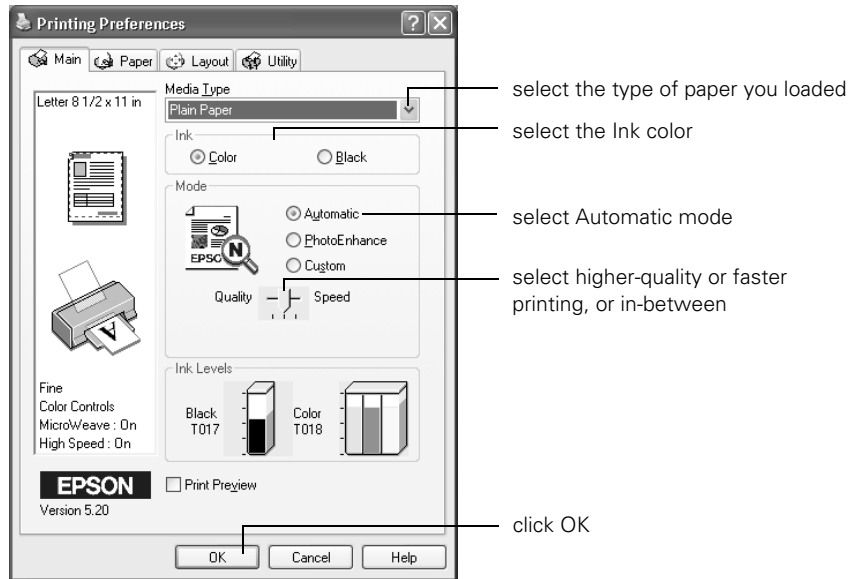 Printing Preferences
Main Paper Layout Utility
Letter 8 1/2 x 11 in
Media Type
Plain Paper
select the type of paper you loaded
Ink
select the Ink color
Color Black
Mode
Automatic
select Automatic mode
PhotoEnhance
EPSC
N
Custom
select higher-quality or faster
printing, or in-between
Quality Speed
A
Ink Levels
Fine
Color Controls
MicroWeave : On
High Speed : On
Black
T017
Color
T018
EPSON
Print Preview
Version 5.20
click OK
OK Cancel Help